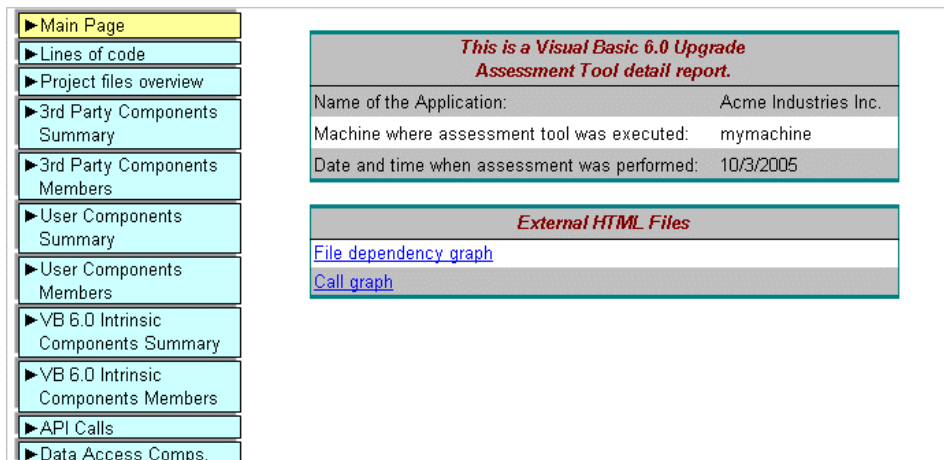 ►Main Page
►Lines of code
►Project files overview
►3rd Party Components
Summary
►3rd Party Components
Members
►User Components
Summary
►User Components
Members
►VB 6.0 Intrinsic
Components Summary
►VB 6.0 Intrinsic
Components Members
►API Calls
►Data Access Comps.
This is a Visual Basic 6.0 Upgrade
Assessment Tool detail report.
Name of the Application: Acme Industries Inc.
Machine where assessment tool was executed: mymachine
Date and time when assessment was performed: 10/3/2005
External HTML Files
File dependency graph
Call graph